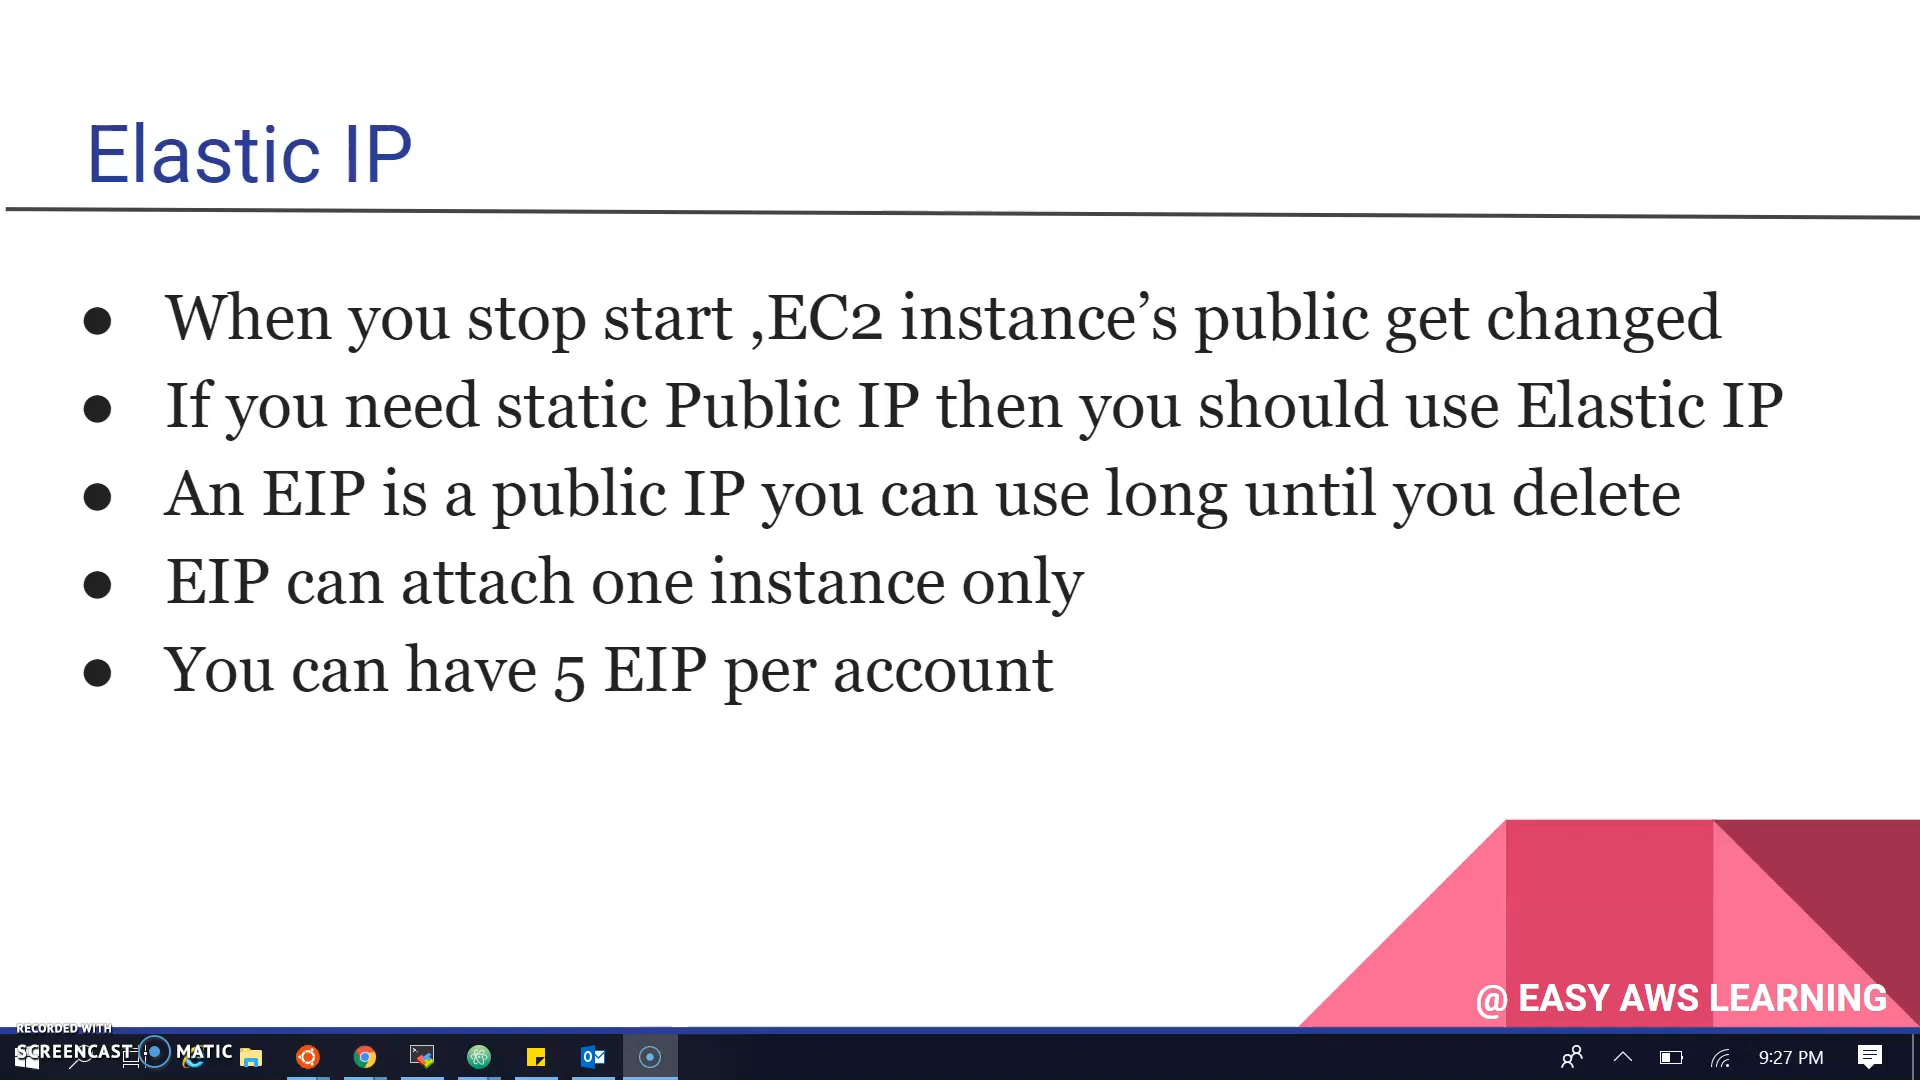 Elastic IP
● When you stop start ,EC2 instance’s public get changed
● If you need static Public IP then you should use Elastic IP
● An EIP is a public IP you can use long until you delete
● EIP can attach one instance only
● You can have 5 EIP per account
@ EASY AWS LEARNING
RECORDED WITH
SCREENCAST MATIC
9:27 PM